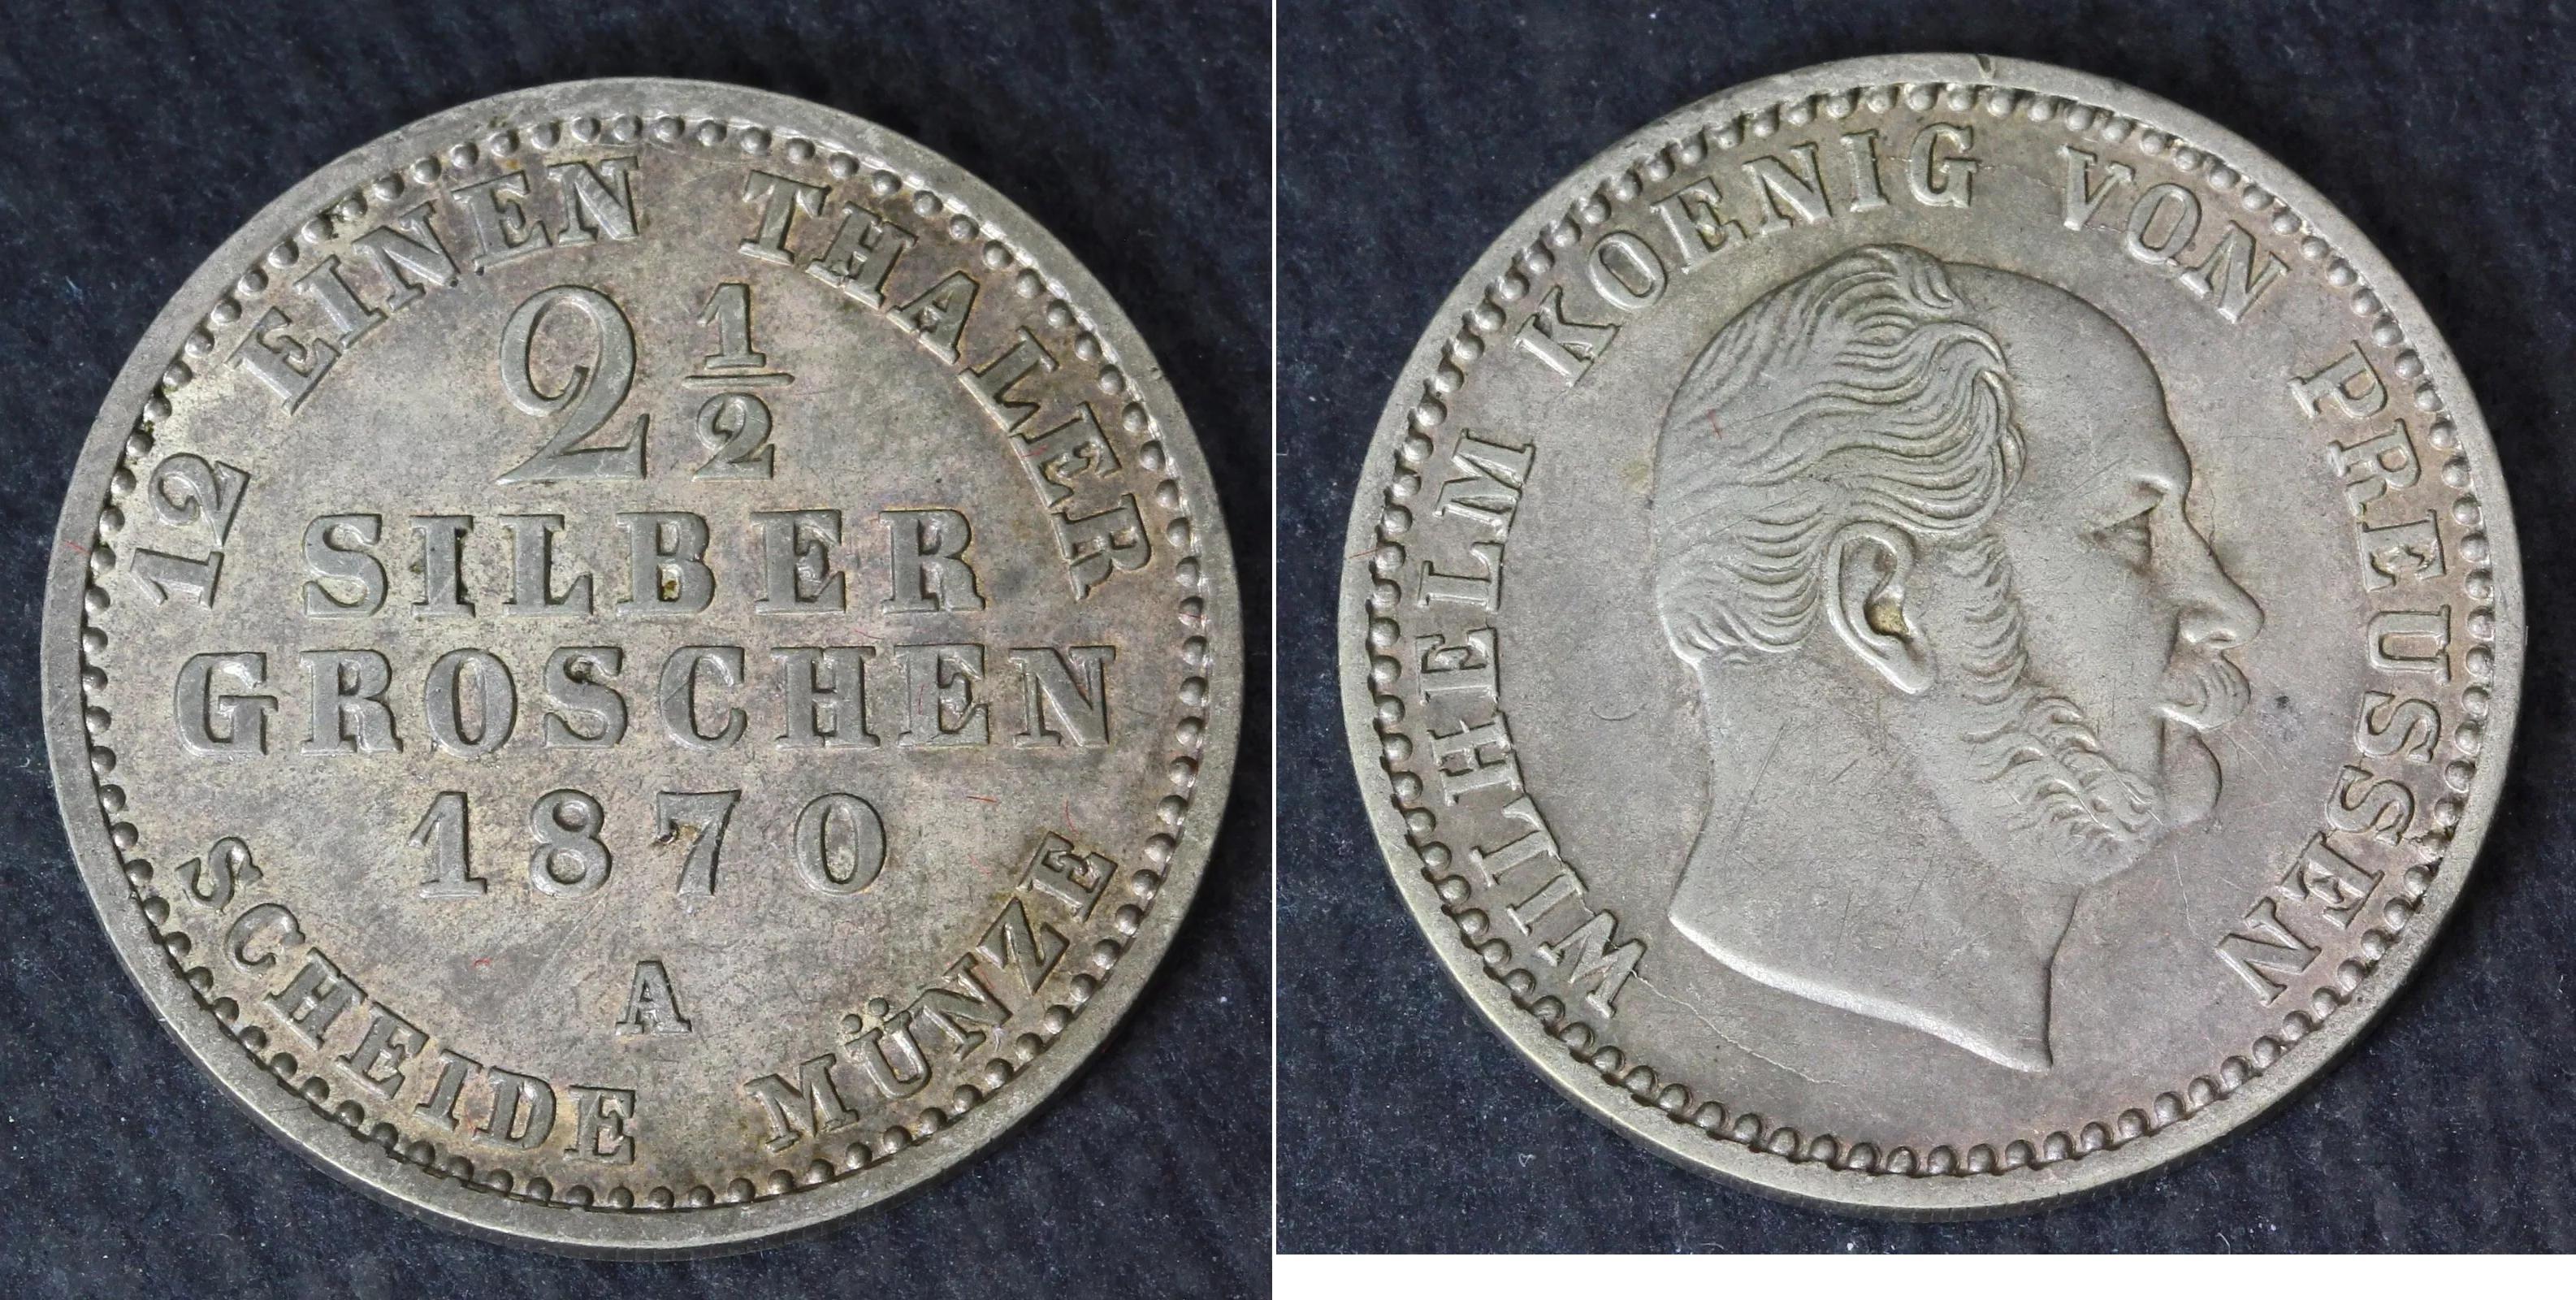 12 EINEN THALER
2 1/2
SILBER
GROSCHEN
1870
A
SCHEIDE MÜNZE
WILHELM KOENIG VON PREUSSEN